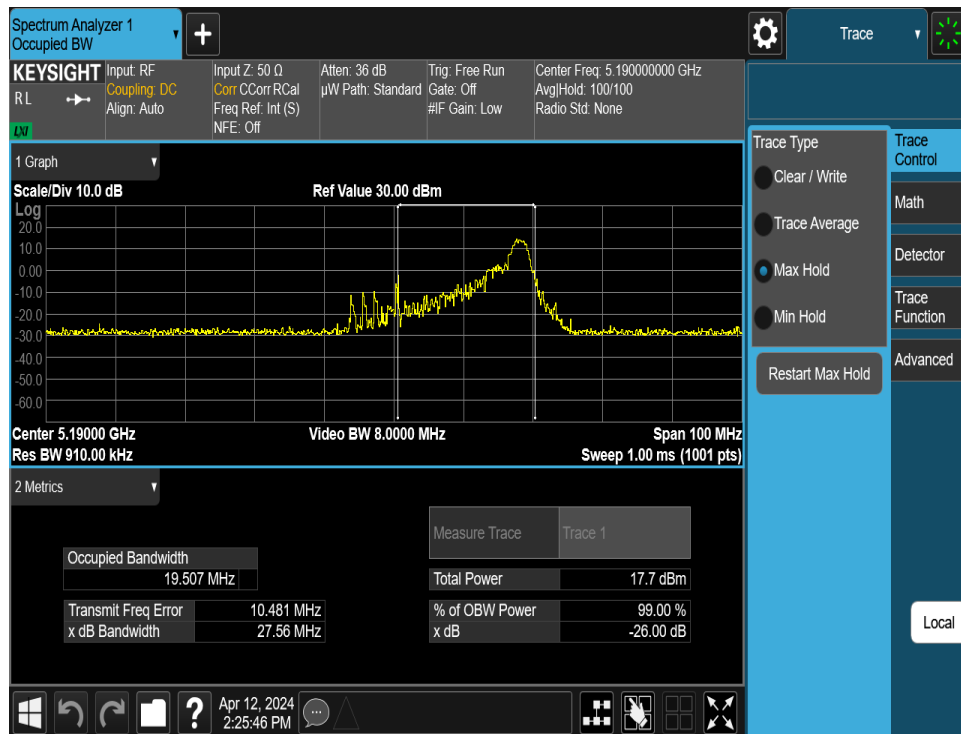 Spectrum Analyzer 1
Occupied BW
+
Trace
KEYSIGHT
RL
LXI
Input: RF
Coupling: DC
Align: Auto
Input Z: 50 Ω
Corr CCorr RCal
Freq Ref: Int (S)
NFE: Off
Atten: 36 dB
µW Path: Standard
Trig: Free Run
Gate: Off
#IF Gain: Low
Center Freq: 5.190000000 GHz
Avg|Hold: 100/100
Radio Std: None
1 Graph
Scale/Div 10.0 dB
Ref Value 30.00 dBm
Log
20.0
10.0
0.00
-10.0
-20.0
-30.0
-40.0
-50.0
-60.0
Center 5.19000 GHz
Video BW 8.0000 MHz
Span 100 MHz
Res BW 910.00 kHz
Sweep 1.00 ms (1001 pts)
2 Metrics
Measure Trace
Trace 1
Occupied Bandwidth
19.507 MHz
Total Power
17.7 dBm
Transmit Freq Error
10.481 MHz
% of OBW Power
99.00 %
x dB Bandwidth
27.56 MHz
x dB
-26.00 dB
Trace Type
Clear / Write
Trace Average
Max Hold
Min Hold
Restart Max Hold
Trace
Control
Math
Detector
Trace
Function
Advanced
Local
?
Apr 12, 2024
2:25:46 PM